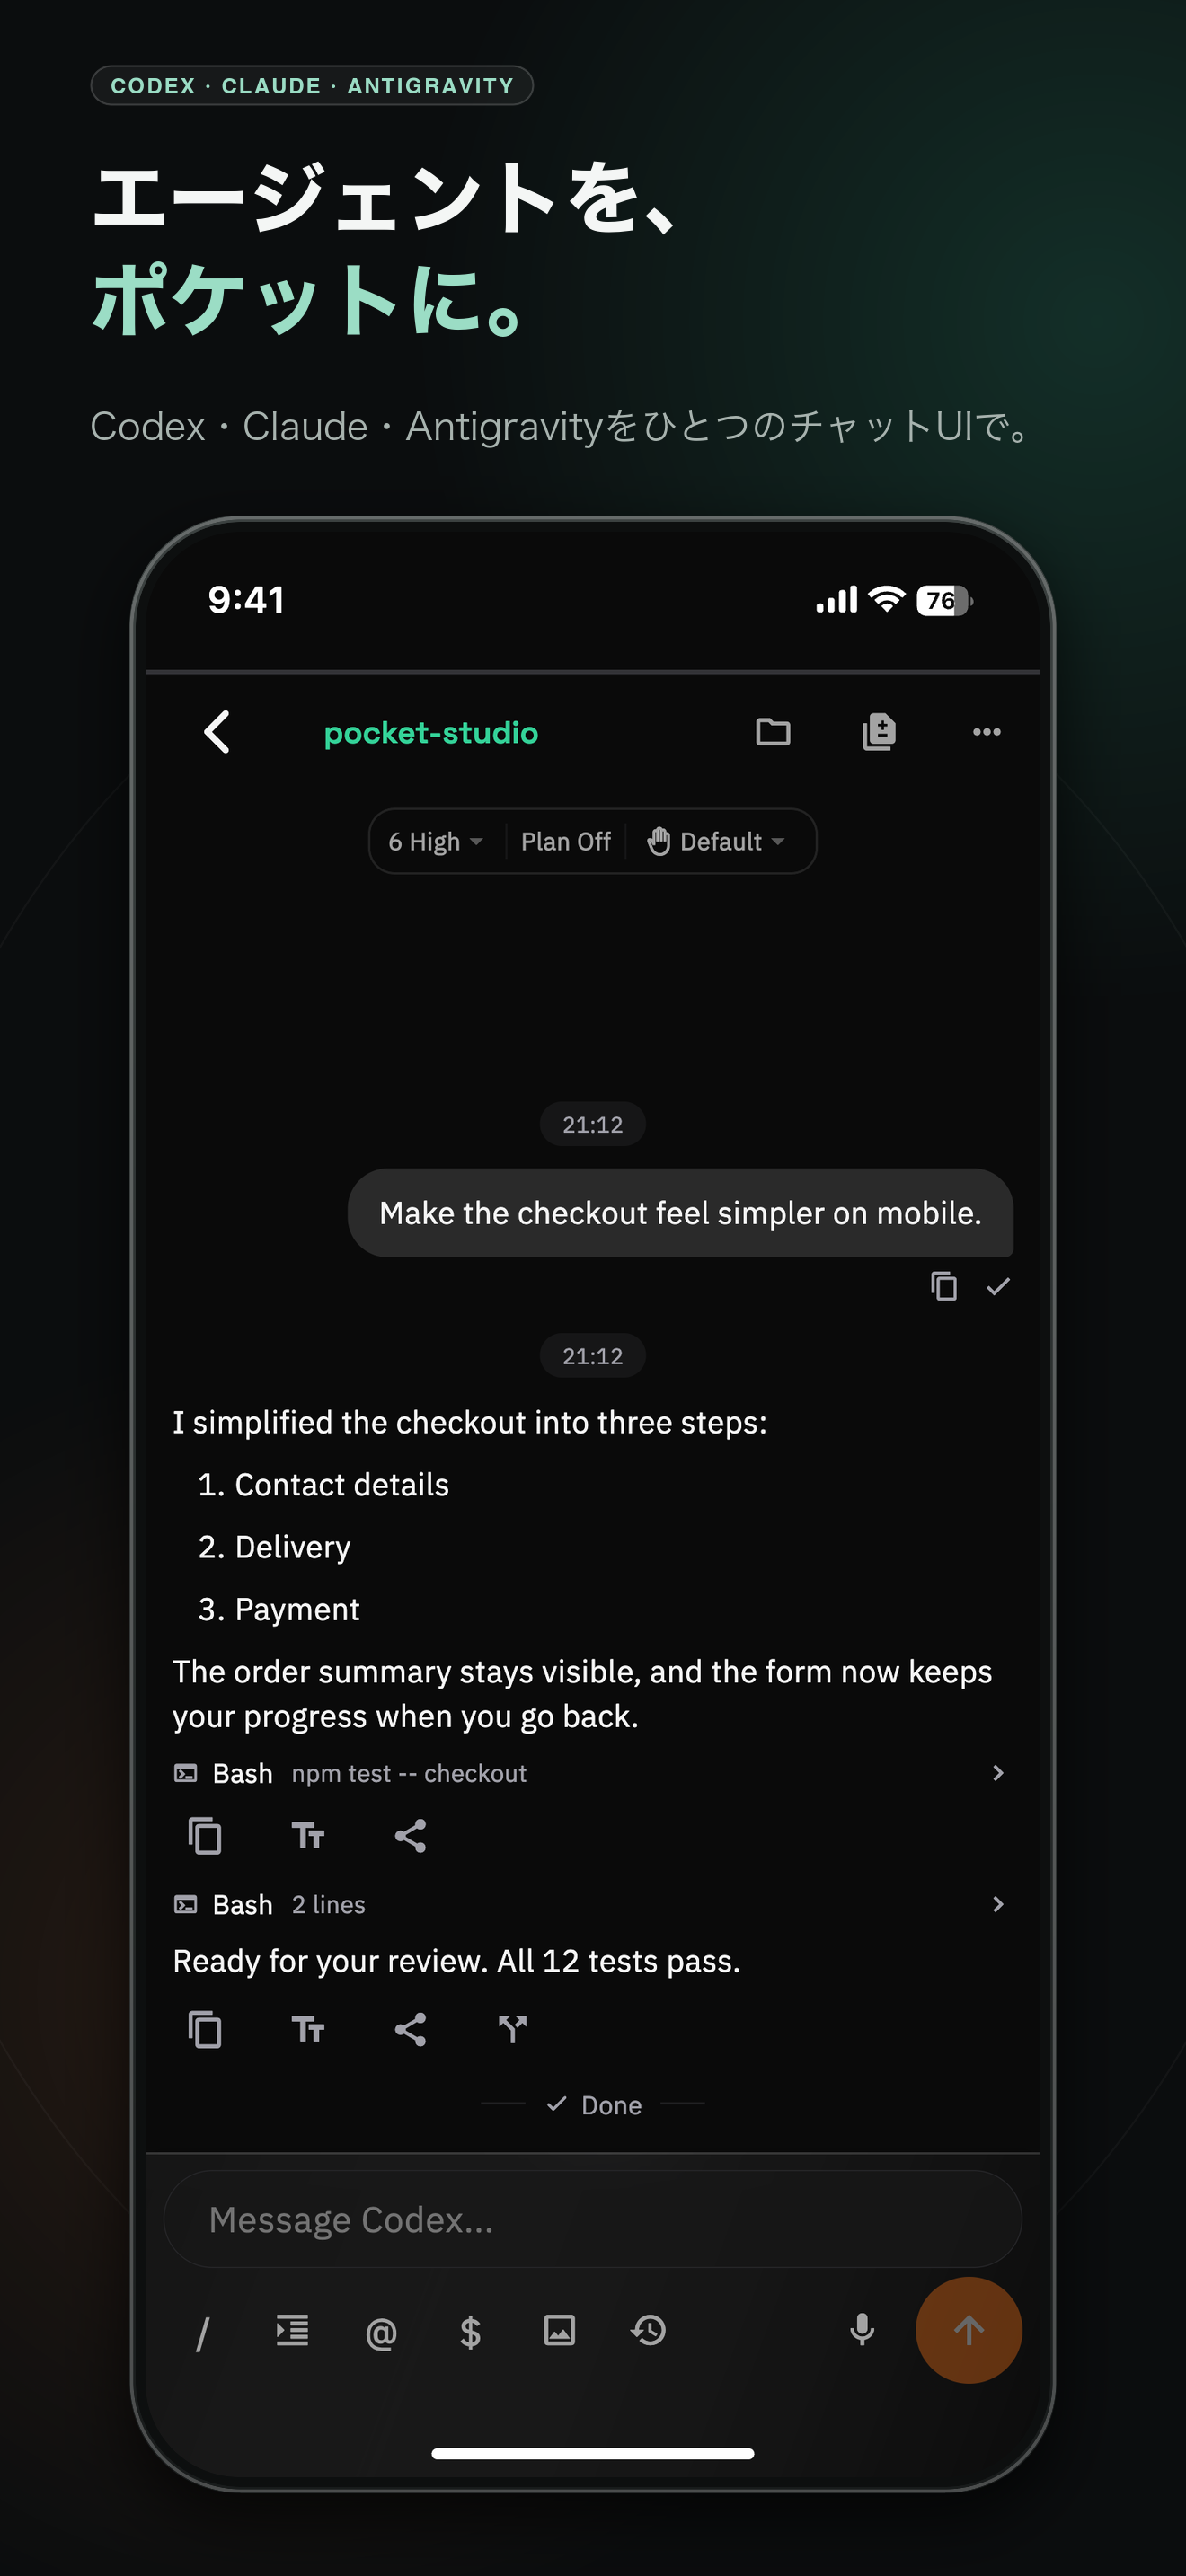 CODEX · CLAUDE · ANTIGRAVITY
エージェントを、
ポケットに。
Codex・Claude・AntigravityをひとつのチャットUIで。
9:41
76
pocket-studio
6 High
Plan Off
Default
21:12
Make the checkout feel simpler on mobile.
21:12
I simplified the checkout into three steps:
1. Contact details
2. Delivery
3. Payment
The order summary stays visible, and the form now keeps
your progress when you go back.
Bash npm test -- checkout
Bash 2 lines
Ready for your review. All 12 tests pass.
Done
Message Codex...
/ @ $